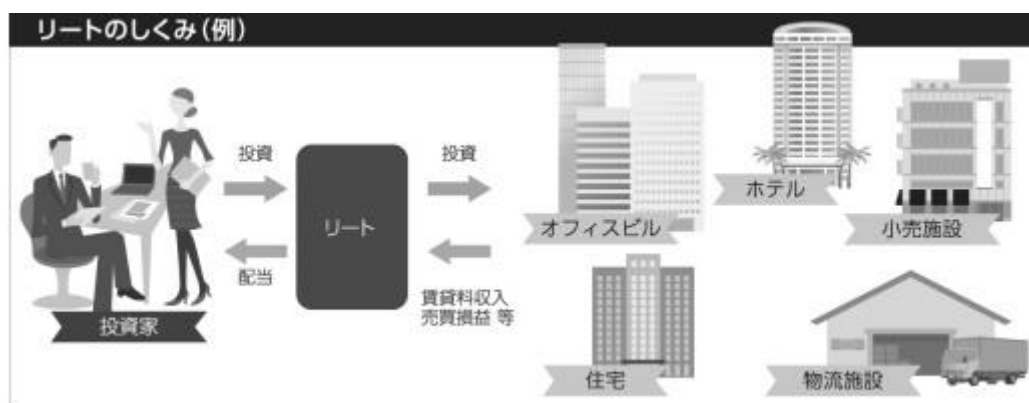 リートのしくみ(例)
投資
投資
リート
配当
賃貸料収入
売買損益 等
投資家
オフィスビル
ホテル
小売施設
住宅
物流施設